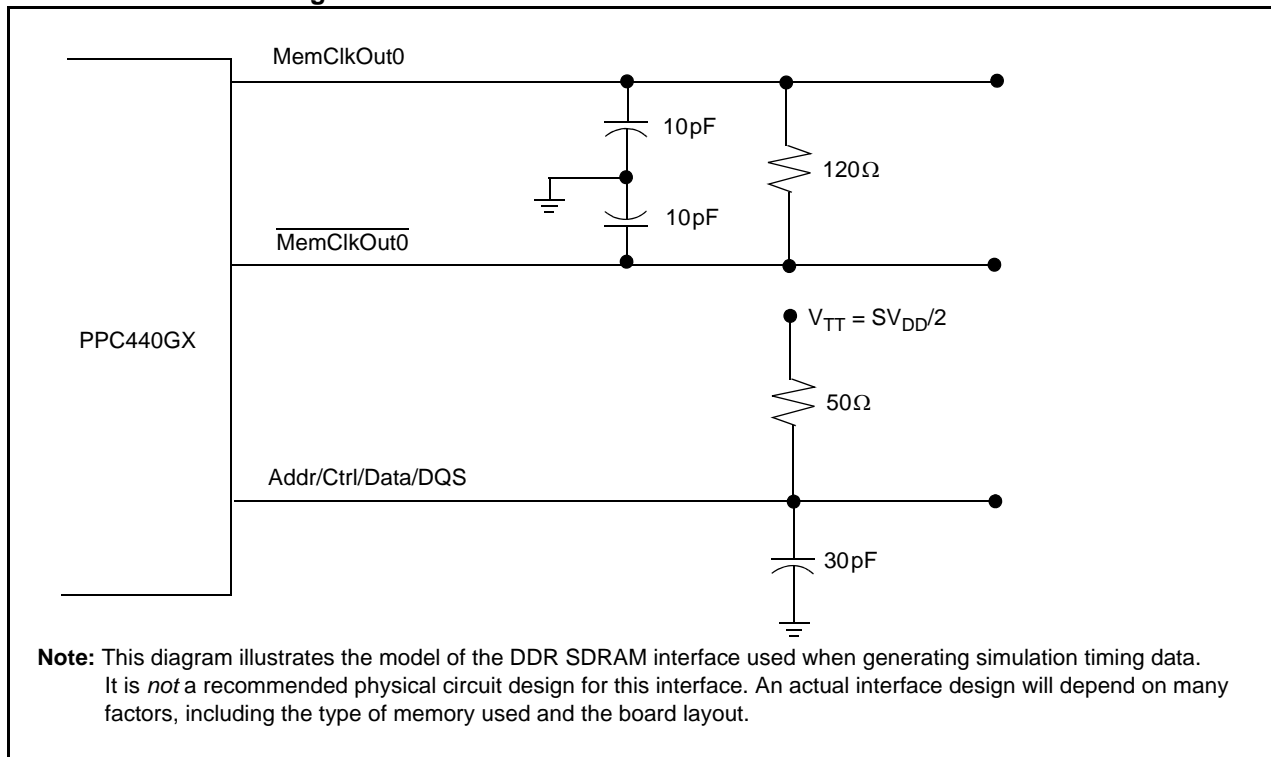 MemClkOut0
10pF
120Ω
10pF
MemClkOut0
V_TT = SV_DD/2
PPC440GX
50Ω
Addr/Ctrl/Data/DQS
30pF
Note: This diagram illustrates the model of the DDR SDRAM interface used when generating simulation timing data.
It is not a recommended physical circuit design for this interface. An actual interface design will depend on many
factors, including the type of memory used and the board layout.